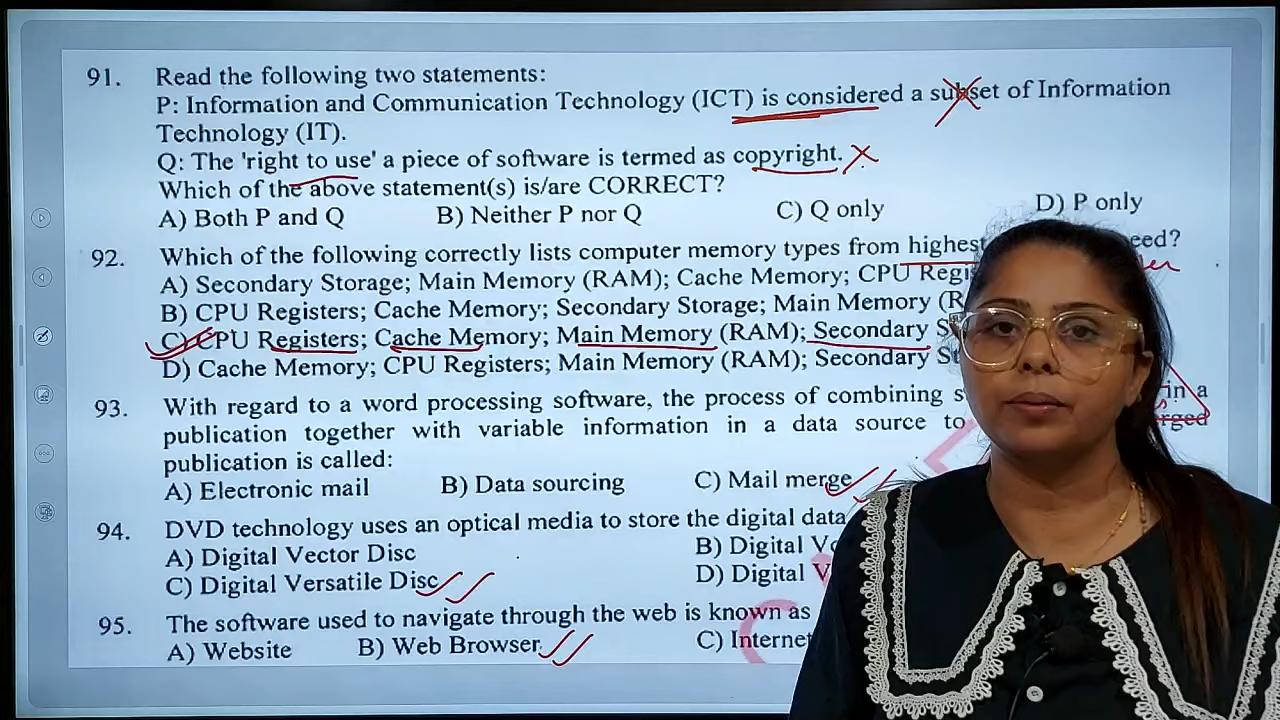 91. Read the following two statements:
P: Information and Communication Technology (ICT) is considered a subset of Information
Technology (IT).
Q: The 'right to use' a piece of software is termed as copyright.
Which of the above statement(s) is/are CORRECT?
A) Both P and Q B) Neither P nor Q C) Q only D) P only
92. Which of the following correctly lists computer memory types from highest eed?
A) Secondary Storage; Main Memory (RAM); Cache Memory; CPU Regi
B) CPU Registers; Cache Memory; Secondary Storage; Main Memory (R
C) CPU Registers; Cache Memory; Main Memory (RAM); Secondary S
D) Cache Memory; CPU Registers; Main Memory (RAM); Secondary St
93. With regard to a word processing software, the process of combining s in a
publication together with variable information in a data source to rged
publication is called:
A) Electronic mail B) Data sourcing C) Mail merge
94. DVD technology uses an optical media to store the digital data
A) Digital Vector Disc B) Digital V
C) Digital Versatile Disc D) Digital V
95. The software used to navigate through the web is known as
A) Website B) Web Browser C) Internet